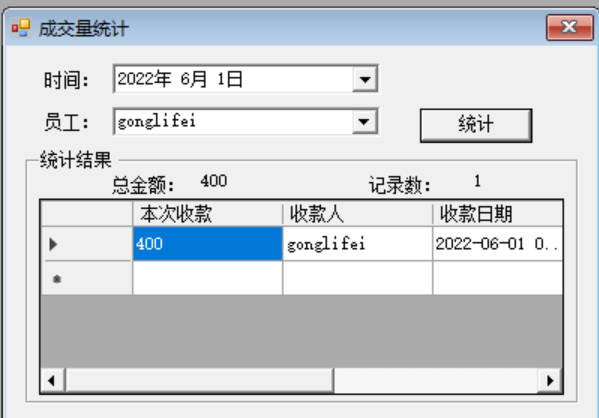 成交量统计
时间： 2022年 6月 1日
员工： gonglifei 统计
统计结果
总金额： 400 记录数： 1
本次收款 收款人 收款日期
400 gonglifei 2022-06-01 0...